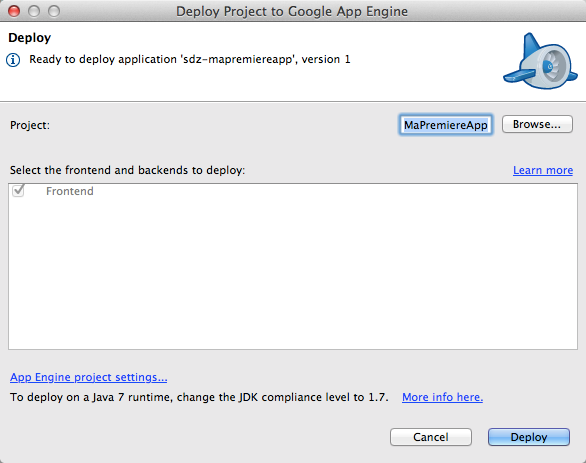 Deploy Project to Google App Engine
Deploy
Ready to deploy application 'sdz-mapremiereapp', version 1
Project: MaPremiereApp Browse...
Select the frontend and backends to deploy: Learn more
Frontend
App Engine project settings...
To deploy on a Java 7 runtime, change the JDK compliance level to 1.7. More info here.
Cancel Deploy